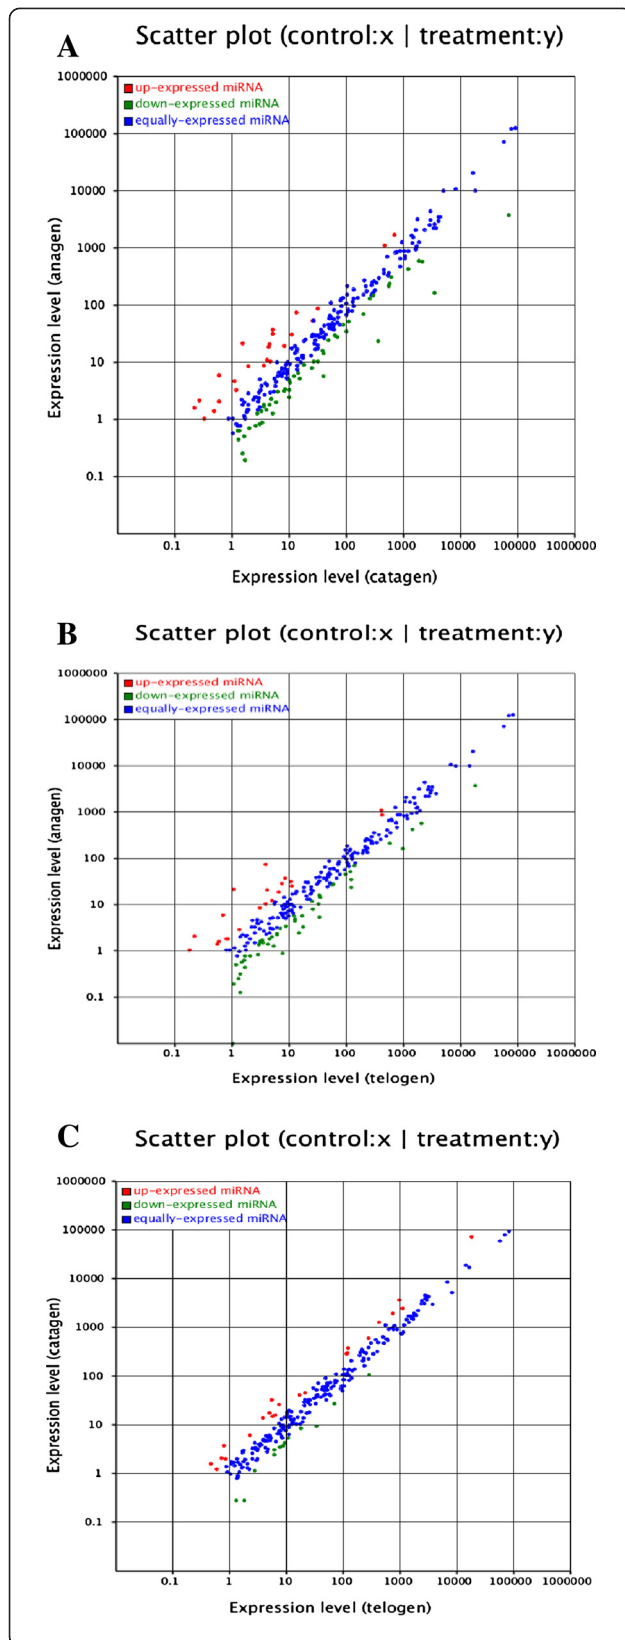 A
Scatter plot (control:x | treatment:y)
1000000
100000
10000
1000
100
10
1
0.1
up-expressed miRNA
down-expressed miRNA
equally-expressed miRNA
Expression level (anagen)
0.1 1 10 100 1000 10000 100000 1000000
Expression level (catagen)
B
Scatter plot (control:x | treatment:y)
1000000
100000
10000
1000
100
10
1
0.1
up-expressed miRNA
down-expressed miRNA
equally-expressed miRNA
Expression level (anagen)
0.1 1 10 100 1000 10000 100000 1000000
Expression level (telogen)
C
Scatter plot (control:x | treatment:y)
1000000
100000
10000
1000
100
10
1
0.1
up-expressed miRNA
down-expressed miRNA
equally-expressed miRNA
Expression level (catagen)
0.1 1 10 100 1000 10000 100000 1000000
Expression level (telogen)